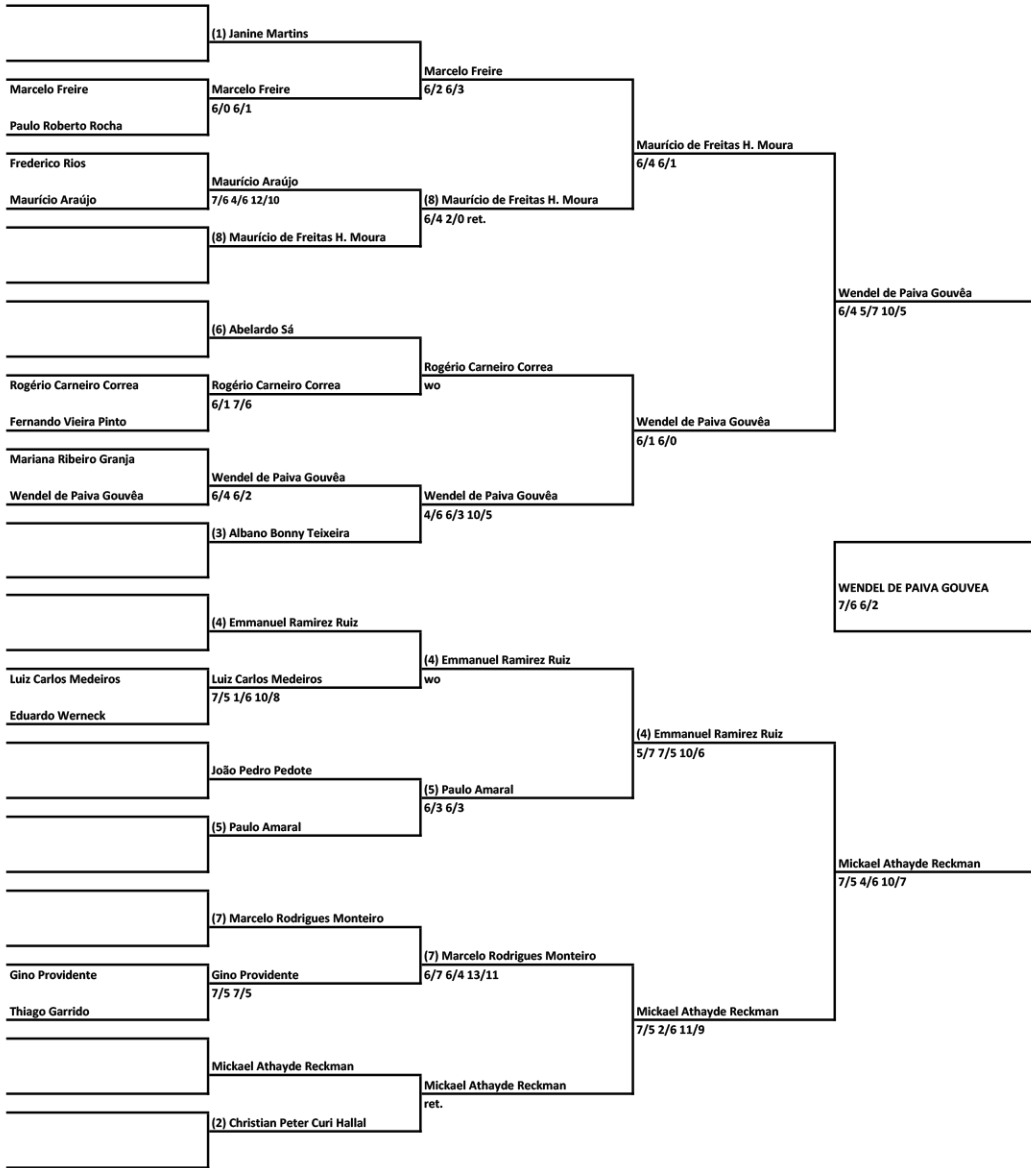 (1) Janine Martins
Marcelo Freire
Marcelo Freire
Marcelo Freire
6/2 6/3
6/0 6/1
Paulo Roberto Rocha
Maurício de Freitas H. Moura
6/4 6/1
Frederico Rios
Maurício Araújo
Maurício Araújo
7/6 4/6 12/10
(8) Maurício de Freitas H. Moura
6/4 2/0 ret.
(8) Maurício de Freitas H. Moura
Wendel de Paiva Gouvêa
6/4 5/7 10/5
(6) Abelardo Sá
Rogério Carneiro Correa
wo
Rogério Carneiro Correa
Rogério Carneiro Correa
6/1 7/6
Fernando Vieira Pinto
Wendel de Paiva Gouvêa
6/1 6/0
Mariana Ribeiro Granja
Wendel de Paiva Gouvêa
Wendel de Paiva Gouvêa
6/4 6/2
Wendel de Paiva Gouvêa
4/6 6/3 10/5
(3) Albano Bonny Teixeira
WENDEL DE PAIVA GOUVEA
7/6 6/2
(4) Emmanuel Ramirez Ruiz
(4) Emmanuel Ramirez Ruiz
wo
Luiz Carlos Medeiros
Luiz Carlos Medeiros
7/5 1/6 10/8
Eduardo Werneck
(4) Emmanuel Ramirez Ruiz
5/7 7/5 10/6
João Pedro Pedote
(5) Paulo Amaral
6/3 6/3
(5) Paulo Amaral
Mickael Athayde Reckman
7/5 4/6 10/7
(7) Marcelo Rodrigues Monteiro
(7) Marcelo Rodrigues Monteiro
6/7 6/4 13/11
Gino Providente
Gino Providente
7/5 7/5
Thiago Garrido
Mickael Athayde Reckman
7/5 2/6 11/9
Mickael Athayde Reckman
Mickael Athayde Reckman
ret.
(2) Christian Peter Curi Hallal